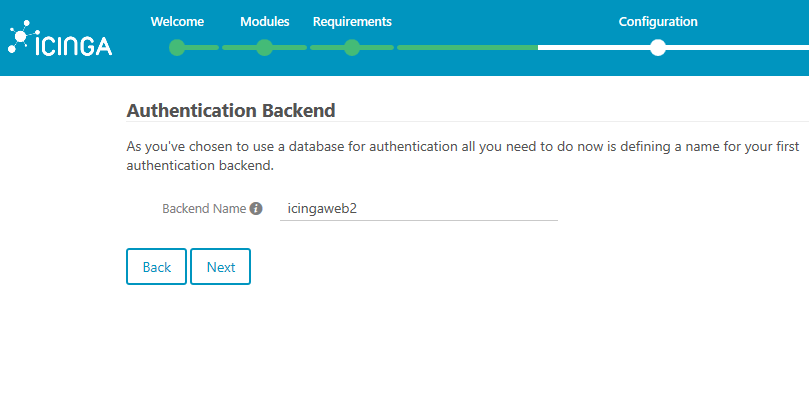 Welcome Modules Requirements Configuration
ICINGA
Authentication Backend
As you've chosen to use a database for authentication all you need to do now is defining a name for your first
authentication backend.
Backend Name icingaweb2
Back Next